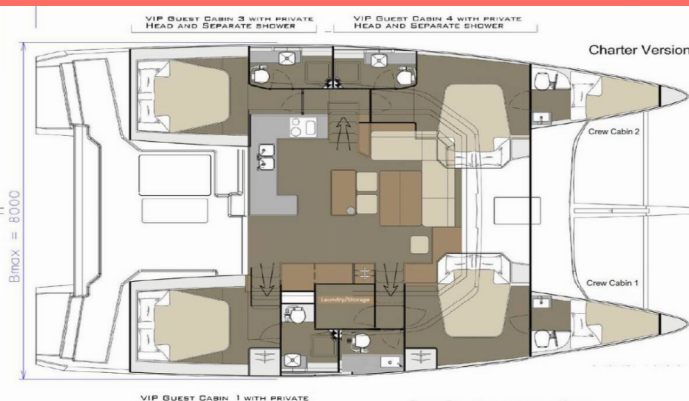 VIP Guest Cabin 3 with private
Head and Separate shower
VIP Guest Cabin 4 with private
Head and Separate shower
Charter Version
Crew Cabin 2
Bmax = 8000
Crew Cabin 1
Laundry/Storage
VIP Guest Cabin 1 with private